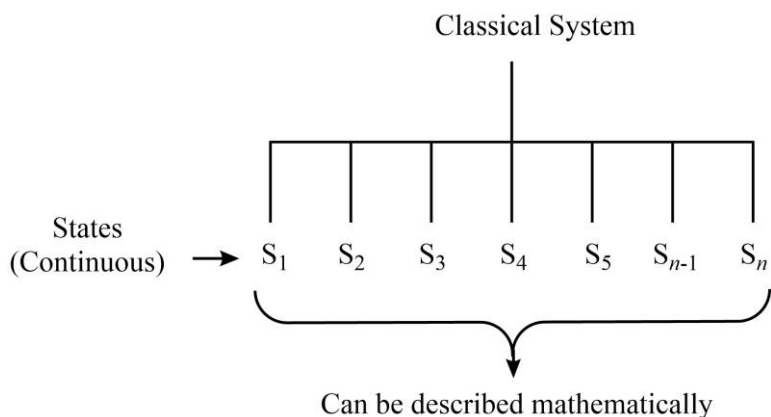 Classical System
States
(Continuous)
S₁ S₂ S₃ S₄ S₅ Sₙ₋₁ Sₙ
Can be described mathematically